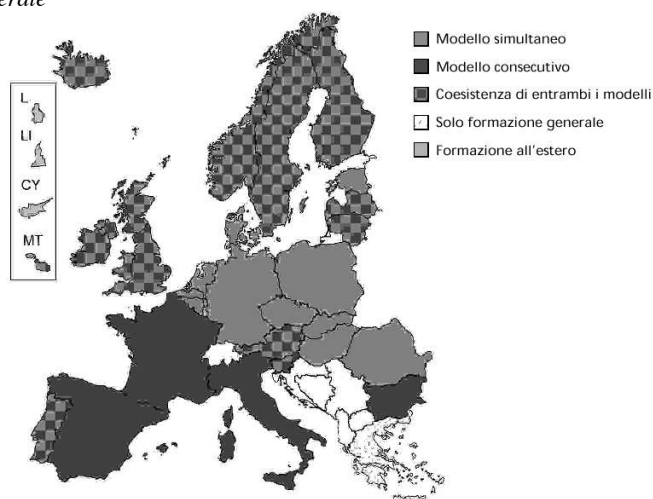 erale
Modello simultaneo
Modello consecutivo
Coesistenza di entrambi i modelli
Solo formazione generale
Formazione all'estero
L
LI
CY
MT